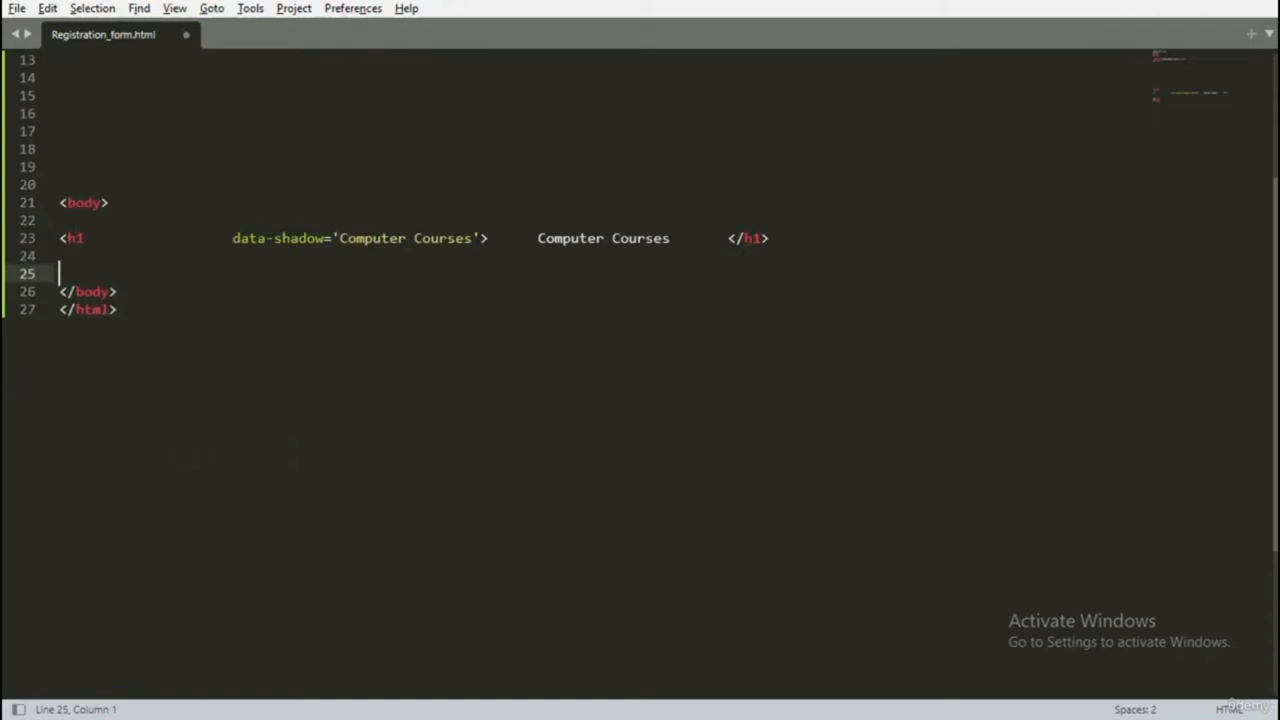 File Edit Selection Find View Goto Tools Project Preferences Help
Registration_form.html
13
14
15
16
17
18
19
20
21 <body>
22
23 <h1 data-shadow='Computer Courses'> Computer Courses </h1>
24
25
26 </body>
27 </html>
Activate Windows
Go to Settings to activate Windows.
Line 25, Column 1 Spaces: 2 HTML